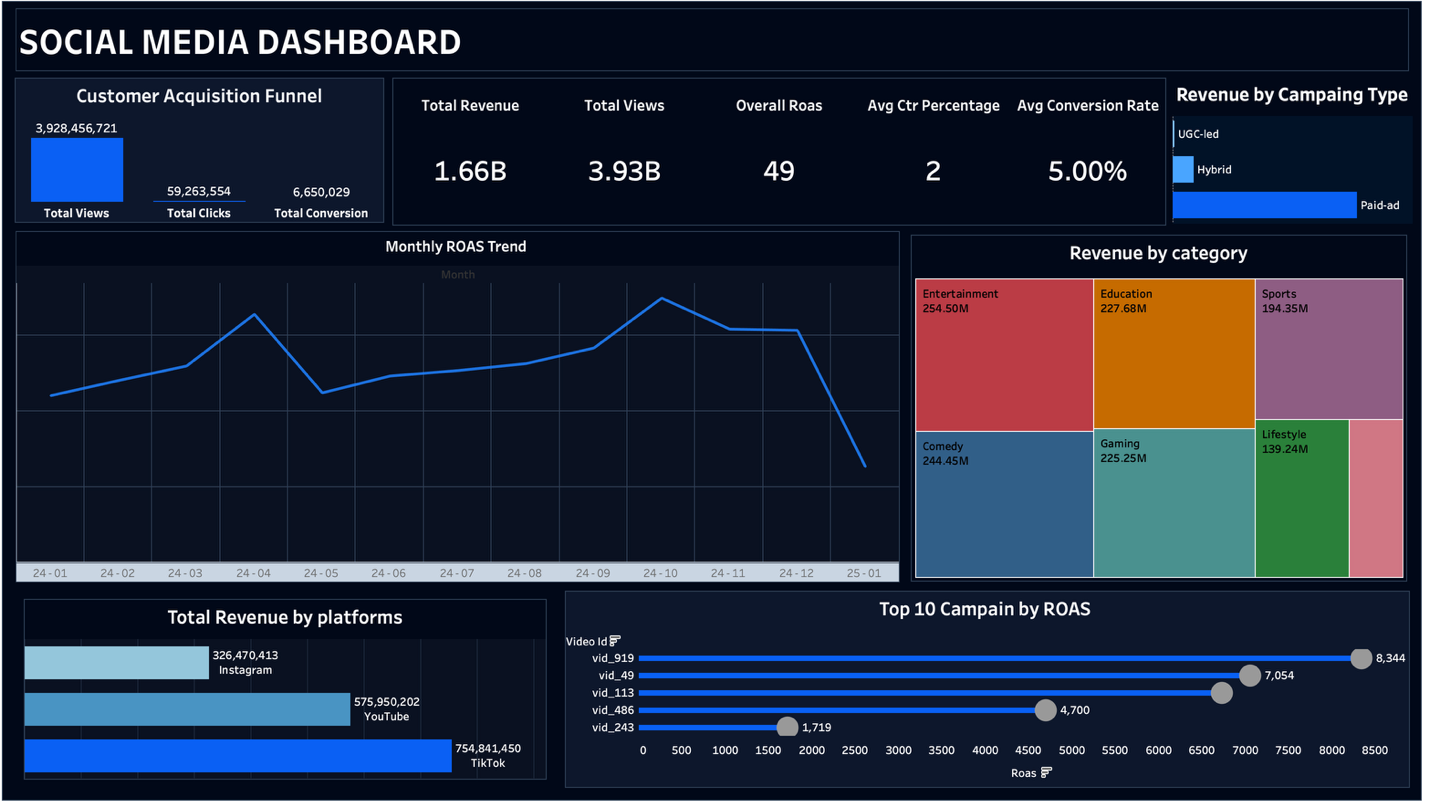 SOCIAL MEDIA DASHBOARD
Customer Acquisition Funnel
3,928,456,721
59,263,554
6,650,029
Total Views
Total Clicks
Total Conversion
Total Revenue
Total Views
Overall Roas
Avg Ctr Percentage
Avg Conversion Rate
1.66B
3.93B
49
2
5.00%
Revenue by Campaing Type
UGC-led
Hybrid
Paid-ad
Monthly ROAS Trend
Month
24-01
24-02
24-03
24-04
24-05
24-06
24-07
24-08
24-09
24-10
24-11
24-12
25-01
Revenue by category
Entertainment
254.50M
Education
227.68M
Sports
194.35M
Comedy
244.45M
Gaming
225.25M
Lifestyle
139.24M
Total Revenue by platforms
326,470,413
Instagram
575,950,202
YouTube
754,841,450
TikTok
Top 10 Campain by ROAS
Video Id
vid_919
8,344
vid_49
7,054
vid_113
vid_486
4,700
vid_243
1,719
0 500 1000 1500 2000 2500 3000 3500 4000 4500 5000 5500 6000 6500 7000 7500 8000 8500
Roas